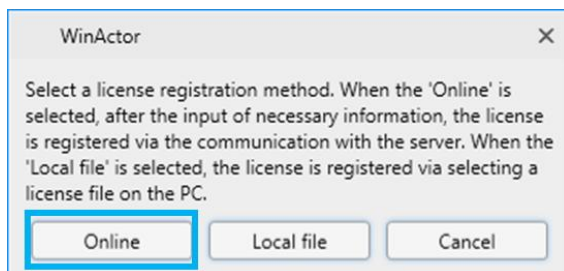 WinActor
Select a license registration method. When the 'Online' is
selected, after the input of necessary information, the license
is registered via the communication with the server. When the
'Local file' is selected, the license is registered via selecting a
license file on the PC.
Online
Local file
Cancel